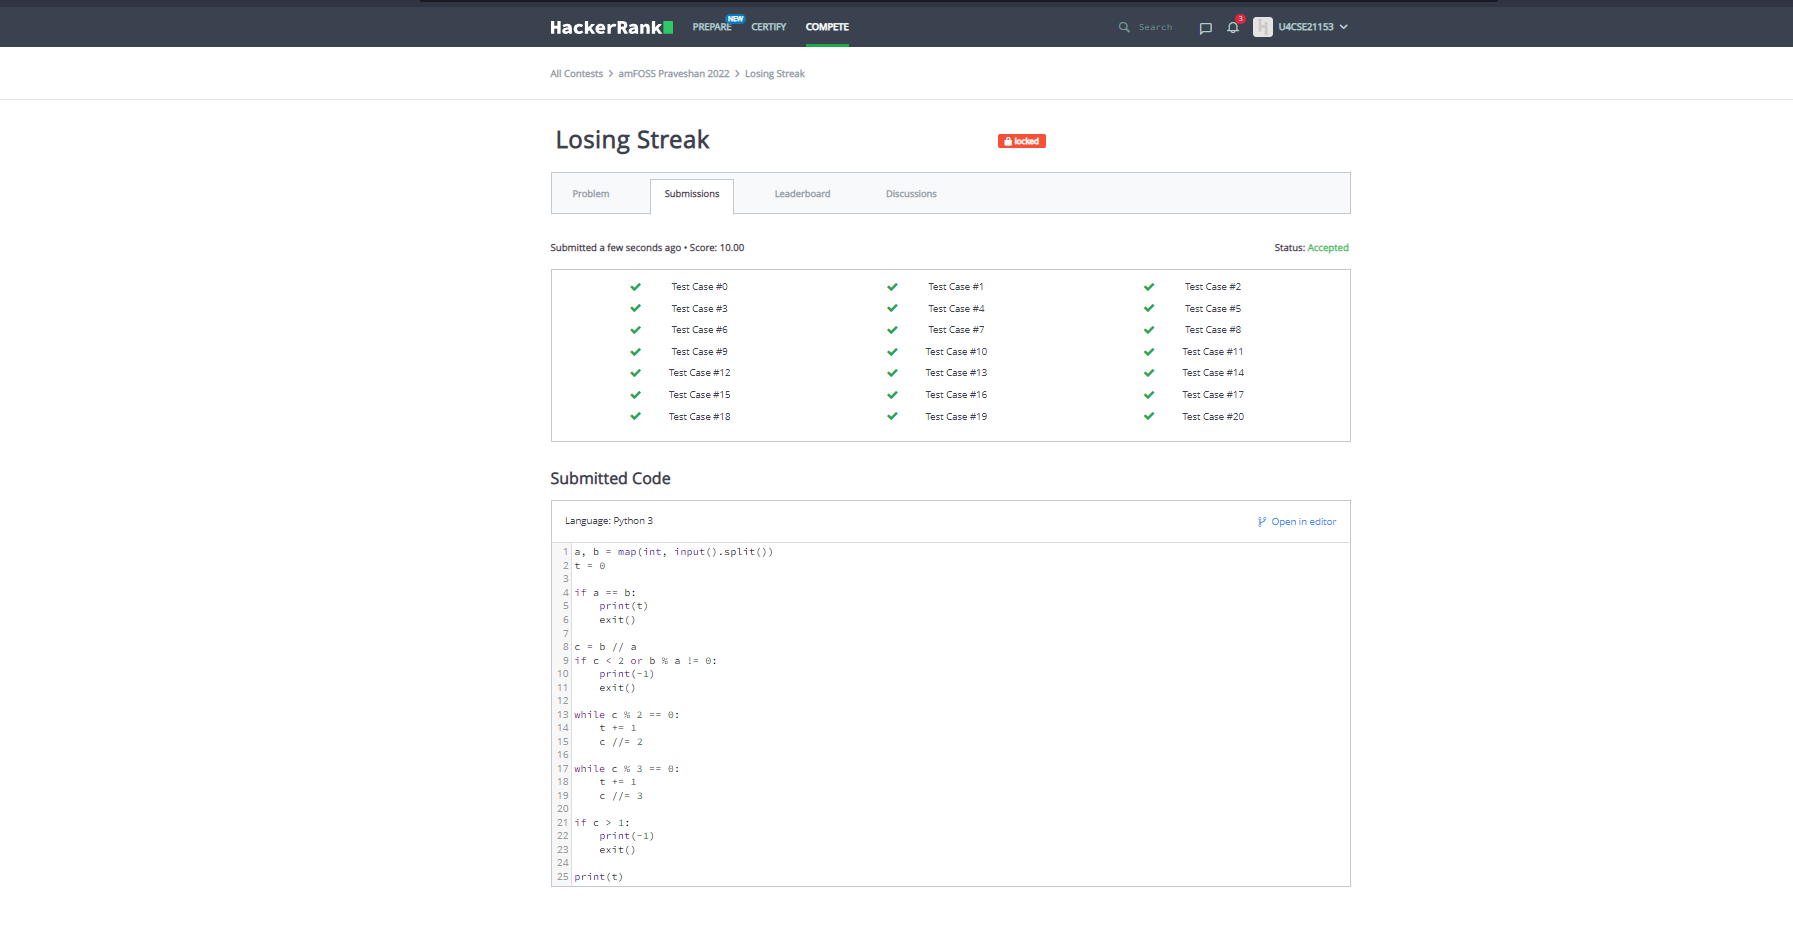 HackerRank PREPARE NEW CERTIFY COMPETE Search 3 U4CSE21153
All Contests > amFOSS Praveshan 2022 > Losing Streak
Losing Streak locked
Problem Submissions Leaderboard Discussions
Submitted a few seconds ago • Score: 10.00 Status: Accepted
Test Case #0 Test Case #1 Test Case #2
Test Case #3 Test Case #4 Test Case #5
Test Case #6 Test Case #7 Test Case #8
Test Case #9 Test Case #10 Test Case #11
Test Case #12 Test Case #13 Test Case #14
Test Case #15 Test Case #16 Test Case #17
Test Case #18 Test Case #19 Test Case #20
Submitted Code
Language: Python 3 Open in editor
1 a, b = map(int, input().split())
2 t = 0
3
4 if a == b:
5     print(t)
6     exit()
7
8 c = b // a
9 if c < 2 or b % a != 0:
10     print(-1)
11     exit()
12
13 while c % 2 == 0:
14     t += 1
15     c //= 2
16
17 while c % 3 == 0:
18     t += 1
19     c //= 3
20
21 if c > 1:
22     print(-1)
23     exit()
24
25 print(t)